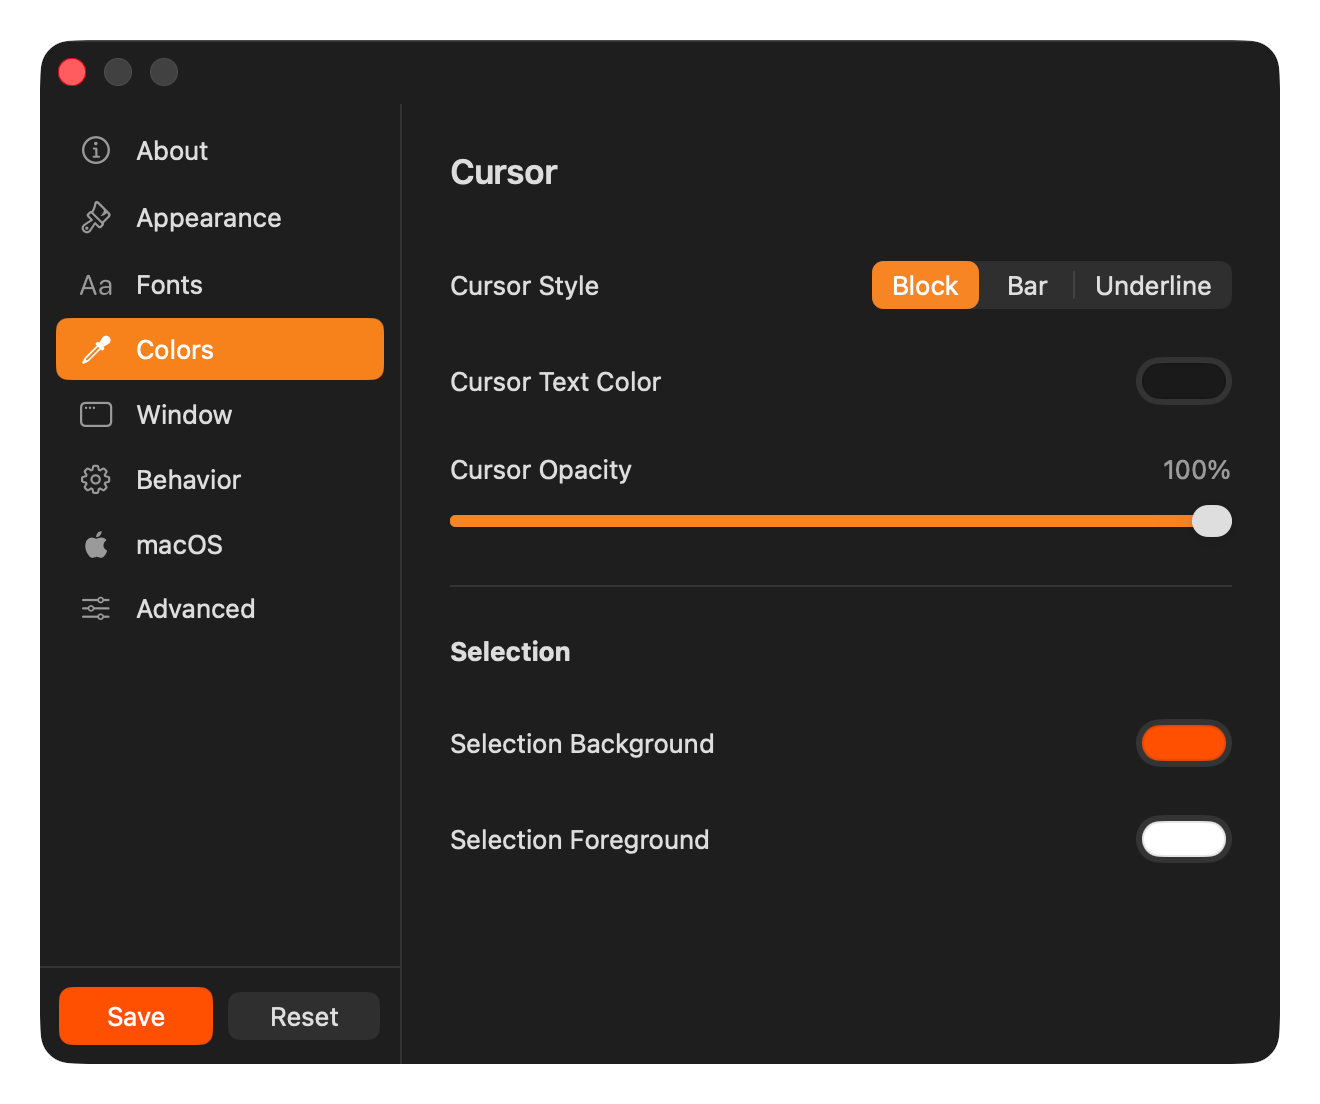 About
Appearance
Aa Fonts
Colors
Window
Behavior
macOS
Advanced
Save
Reset
Cursor
Cursor Style
Block
Bar
Underline
Cursor Text Color
Cursor Opacity
100%
Selection
Selection Background
Selection Foreground